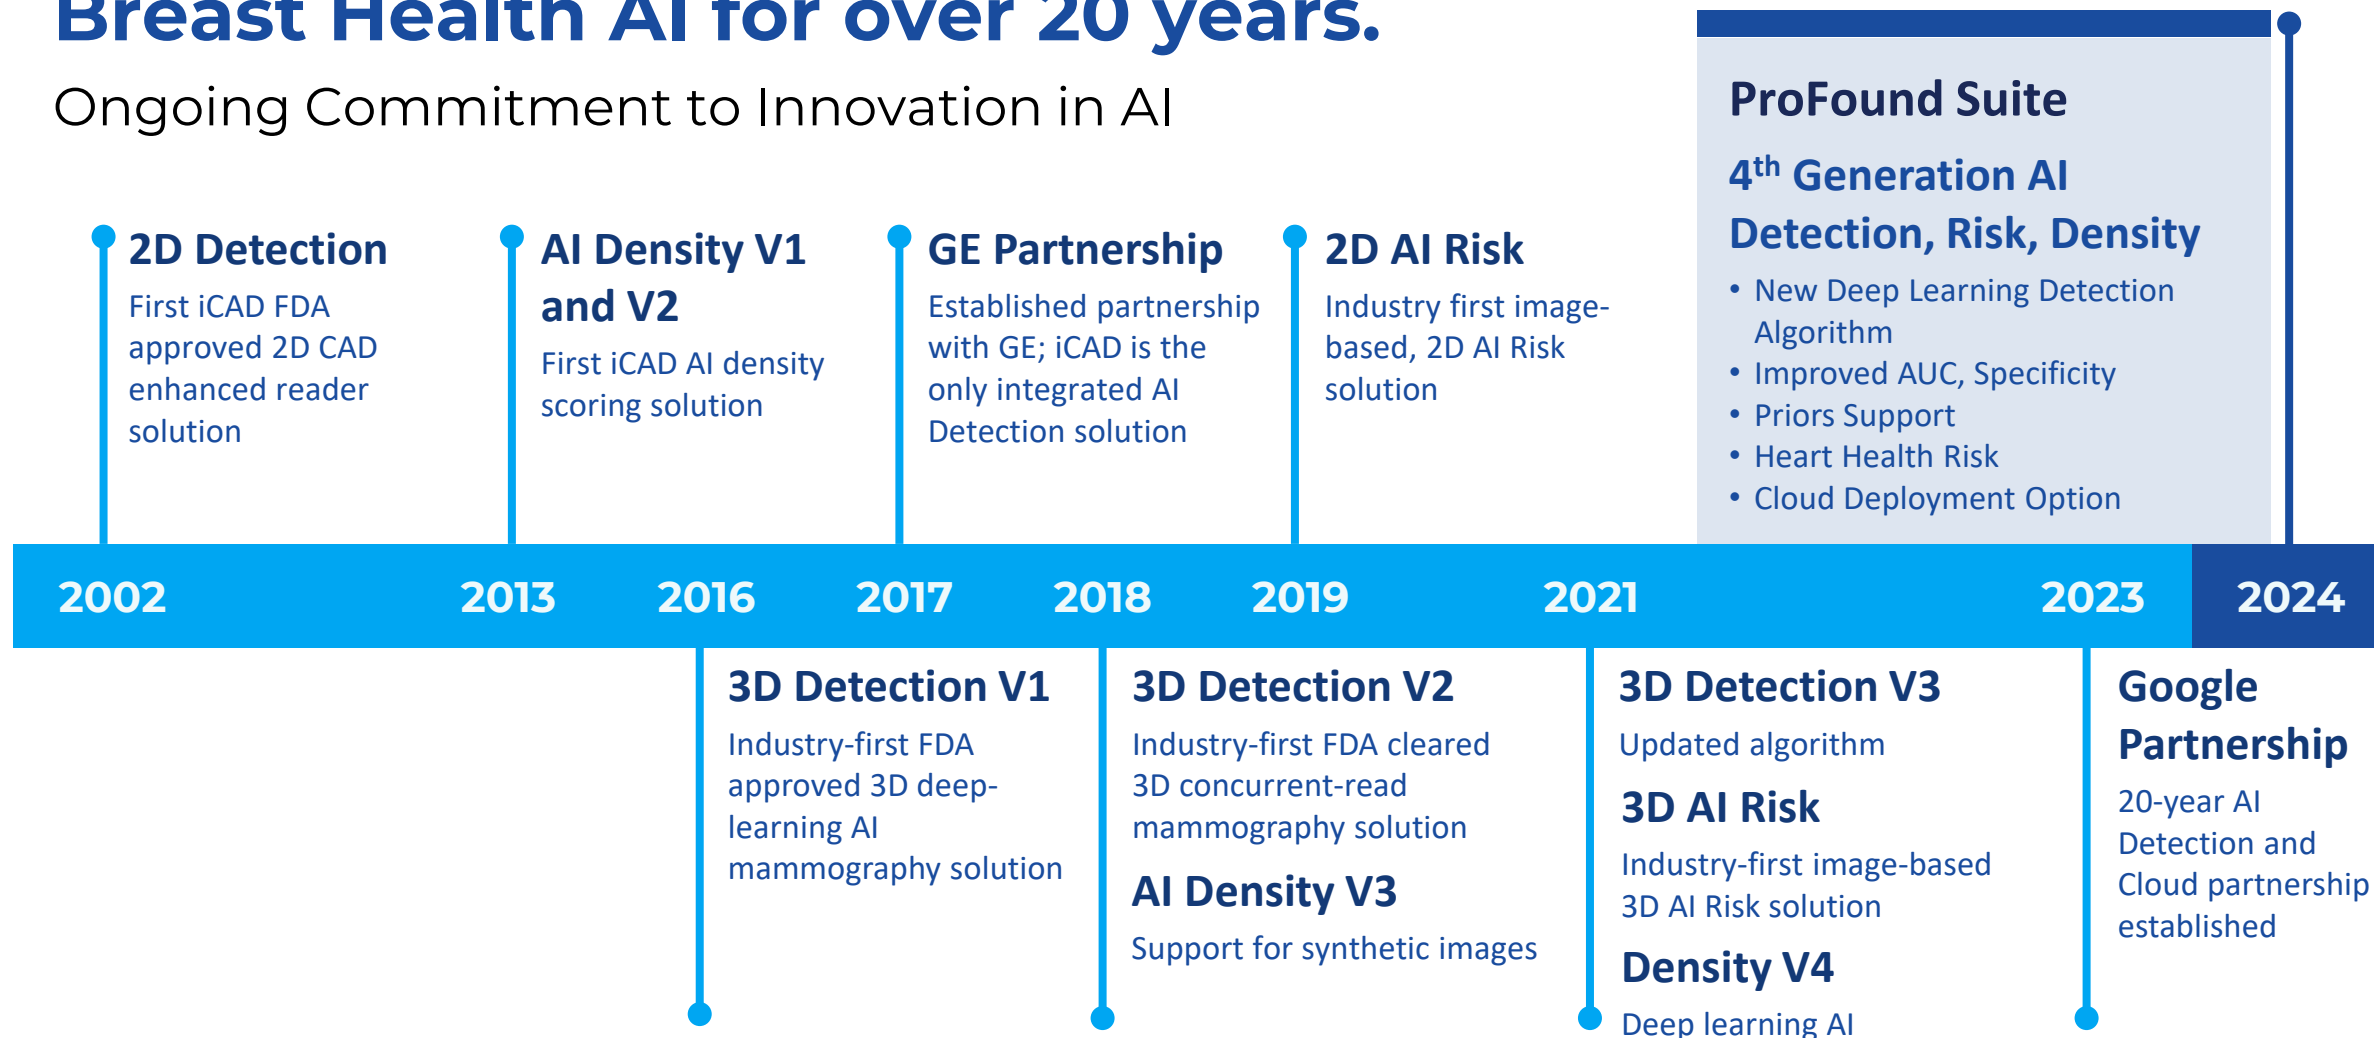 Breast Health AI for over 20 years.
Ongoing Commitment to Innovation in AI
2D Detection
First iCAD FDA
approved 2D CAD
enhanced reader
solution
AI Density V1
and V2
First iCAD AI density
scoring solution
GE Partnership
Established partnership
with GE; iCAD is the
only integrated AI
Detection solution
2D AI Risk
Industry first image-
based, 2D AI Risk
solution
ProFound Suite
4th Generation AI
Detection, Risk, Density
• New Deep Learning Detection
Algorithm
• Improved AUC, Specificity
• Priors Support
• Heart Health Risk
• Cloud Deployment Option
2002 2013 2016 2017 2018 2019 2021 2023 2024
3D Detection V1
Industry-first FDA
approved 3D deep-
learning AI
mammography solution
3D Detection V2
Industry-first FDA cleared
3D concurrent-read
mammography solution
AI Density V3
Support for synthetic images
3D Detection V3
Updated algorithm
3D AI Risk
Industry-first image-based
3D AI Risk solution
Density V4
Deep learning AI
Google
Partnership
20-year AI
Detection and
Cloud partnership
established